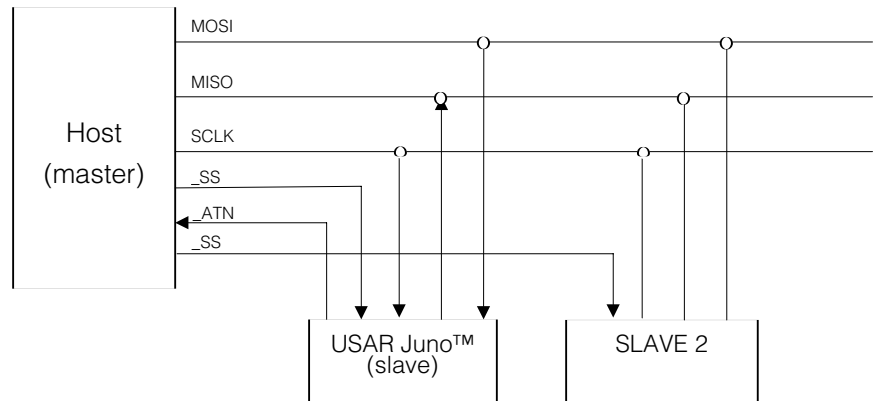 MOSI
MISO
Host
(master)
SCLK
_SS
_ATN
_SS
USAR Juno™
(slave)
SLAVE 2